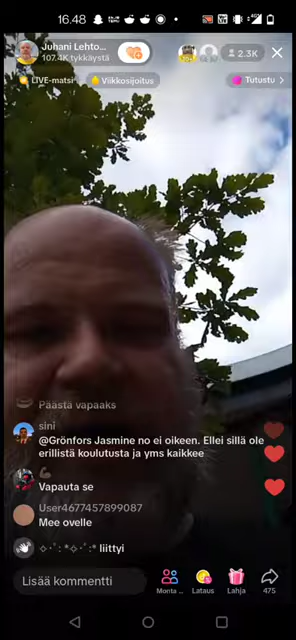 16.48
Juhani Lehto...
107.4K tykkäystä
2.3K
LIVE-matsi
Viikkosijoitus
Tutustu >
Päästä vapaaks
sini
@Grönfors Jasmine no ei oikeen. Ellei sillä ole
erillistä koulutusta ja yms kaikkee
Vapauta se
User4677457899087
Mee ovelle
liittyi
Lisää kommentti
Monta ..
Lataus
Lahja
475